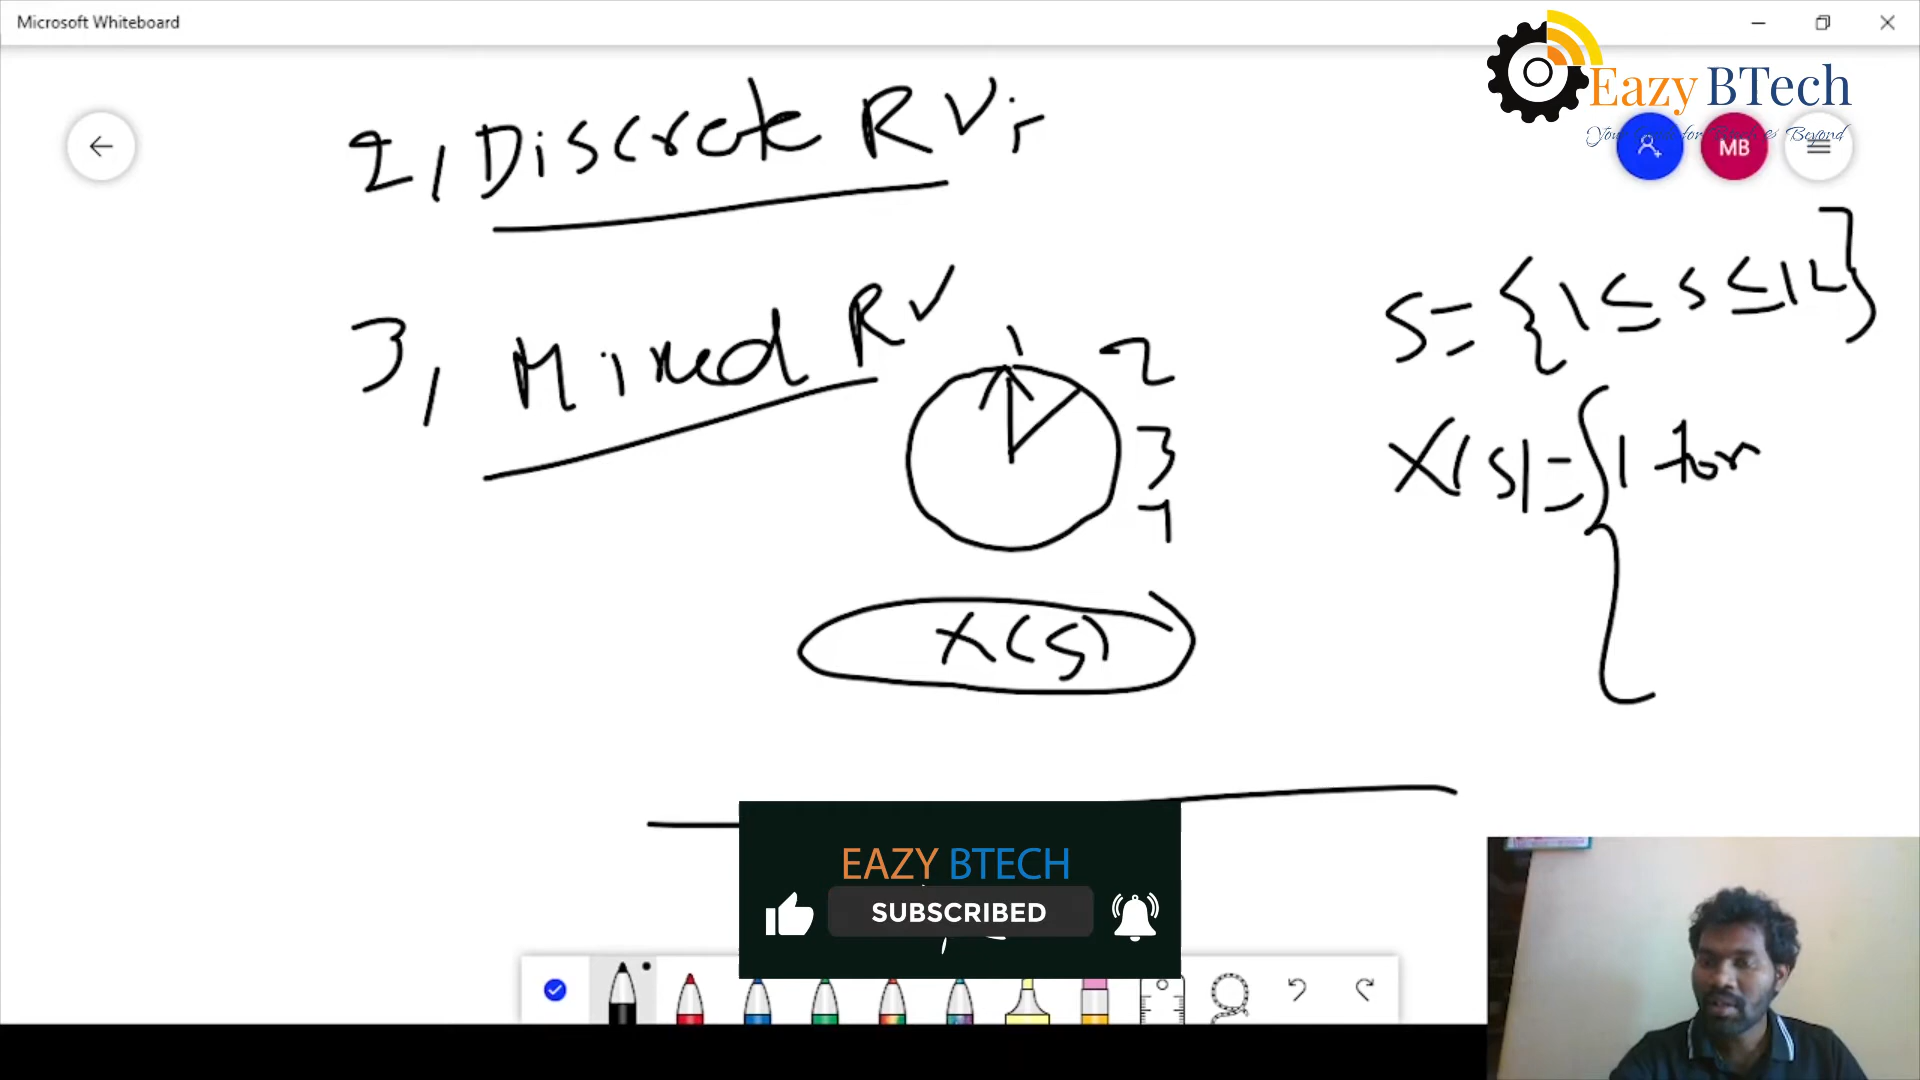 Microsoft Whiteboard
Eazy BTech
MB
2, Discrete RV :-
3, Mixed RV
1
2
3
4
S = {1 ≤ s ≤ 12}
X(s) = { 1 for
X(s)
EAZY BTECH
SUBSCRIBED